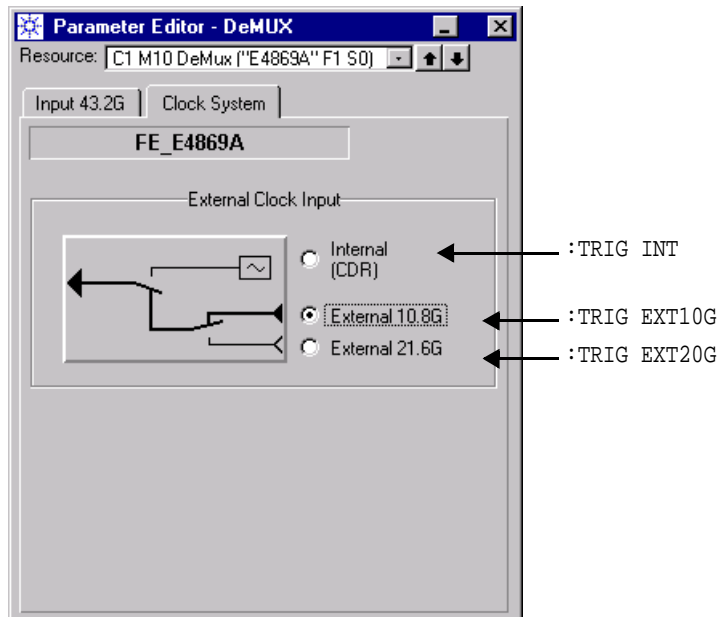 Parameter Editor - DeMUX
Resource: C1 M10 DeMux ("E4869A" F1 S0)
Input 43.2G Clock System
FE_E4869A
External Clock Input
Internal
(CDR)
:TRIG INT
External 10.8G
:TRIG EXT10G
External 21.6G
:TRIG EXT20G